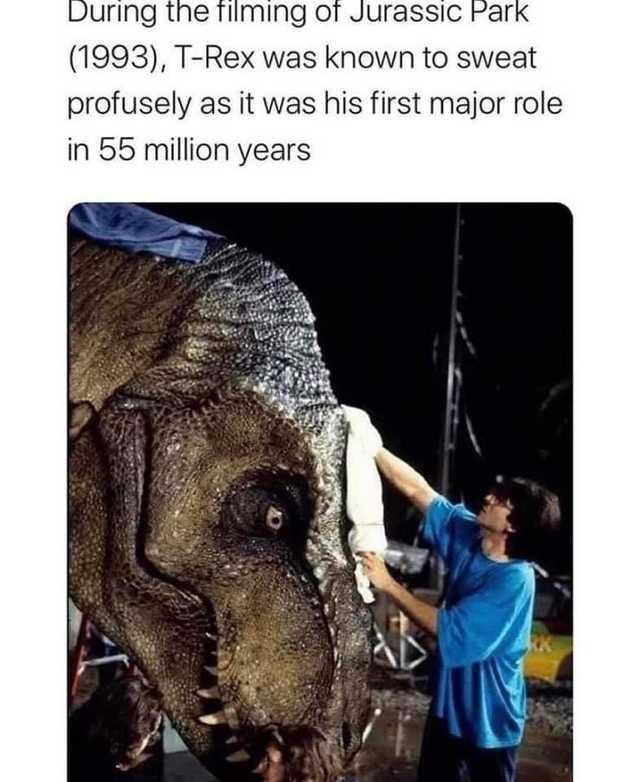 During the filming of Jurassic Park
(1993), T-Rex was known to sweat
profusely as it was his first major role
in 55 million years